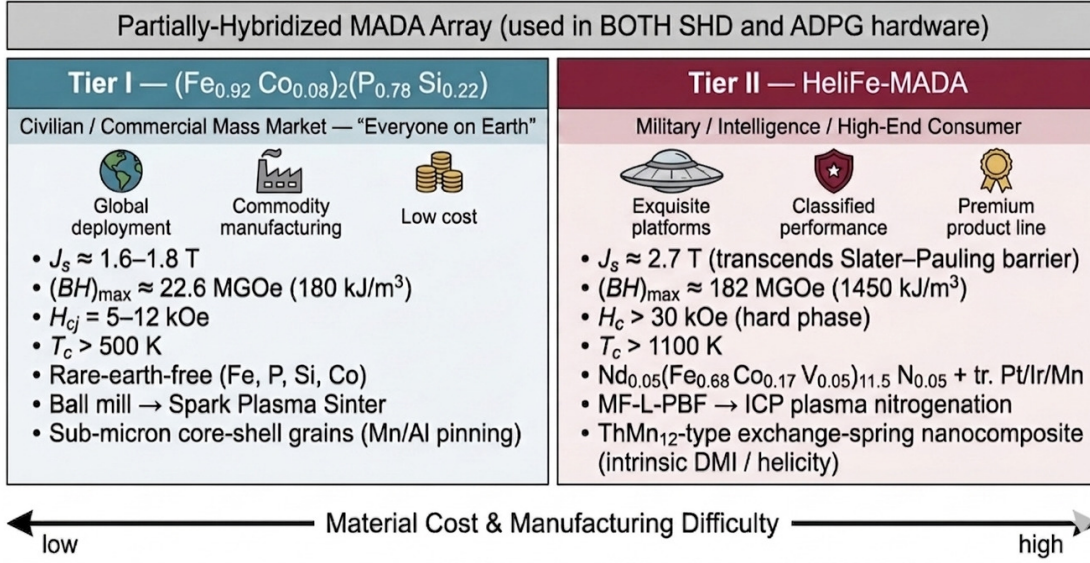 Partially-Hybridized MADA Array (used in BOTH SHD and ADPG hardware)
Tier I — (Fe₀.₉₂ Co₀.₀₈)₂(P₀.₇₈ Si₀.₂₂)
Civilian / Commercial Mass Market — “Everyone on Earth”
Global
deployment
Commodity
manufacturing
Low cost
• Jₛ ≈ 1.6–1.8 T
• (BH)max ≈ 22.6 MGOe (180 kJ/m³)
• Hcj = 5–12 kOe
• Tc > 500 K
• Rare-earth-free (Fe, P, Si, Co)
• Ball mill → Spark Plasma Sinter
• Sub-micron core-shell grains (Mn/Al pinning)
Tier II — HeliFe-MADA
Military / Intelligence / High-End Consumer
Exquisite
platforms
Classified
performance
Premium
product line
• Jₛ ≈ 2.7 T (transcends Slater–Pauling barrier)
• (BH)max ≈ 182 MGOe (1450 kJ/m³)
• Hc > 30 kOe (hard phase)
• Tc > 1100 K
• Nd₀.₀₅(Fe₀.₆₈ Co₀.₁₇ V₀.₀₅)₁₁.₅ N₀.₀₅ + tr. Pt/Ir/Mn
• MF-L-PBF → ICP plasma nitrogenation
• ThMn₁₂-type exchange-spring nanocomposite
(intrinsic DMI / helicity)
Material Cost & Manufacturing Difficulty
low
high